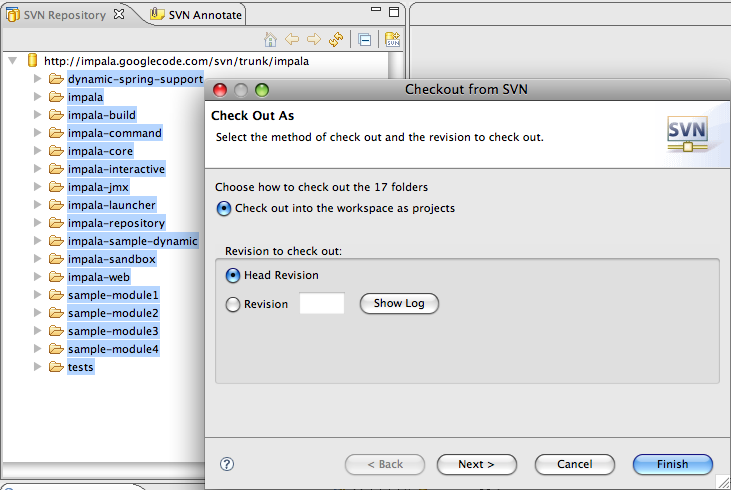 SVN Repository
SVN Annotate
SVN
http://impala.googlecode.com/svn/trunk/impala
dynamic-spring-support
impala
impala-build
impala-command
impala-core
impala-interactive
impala-jmx
impala-launcher
impala-repository
impala-sample-dynamic
impala-sandbox
impala-web
sample-module1
sample-module2
sample-module3
sample-module4
tests
Checkout from SVN
Check Out As
Select the method of check out and the revision to check out.
SVN
Choose how to check out the 17 folders
Check out into the workspace as projects
Revision to check out:
Head Revision
Revision
Show Log
?
< Back
Next >
Cancel
Finish